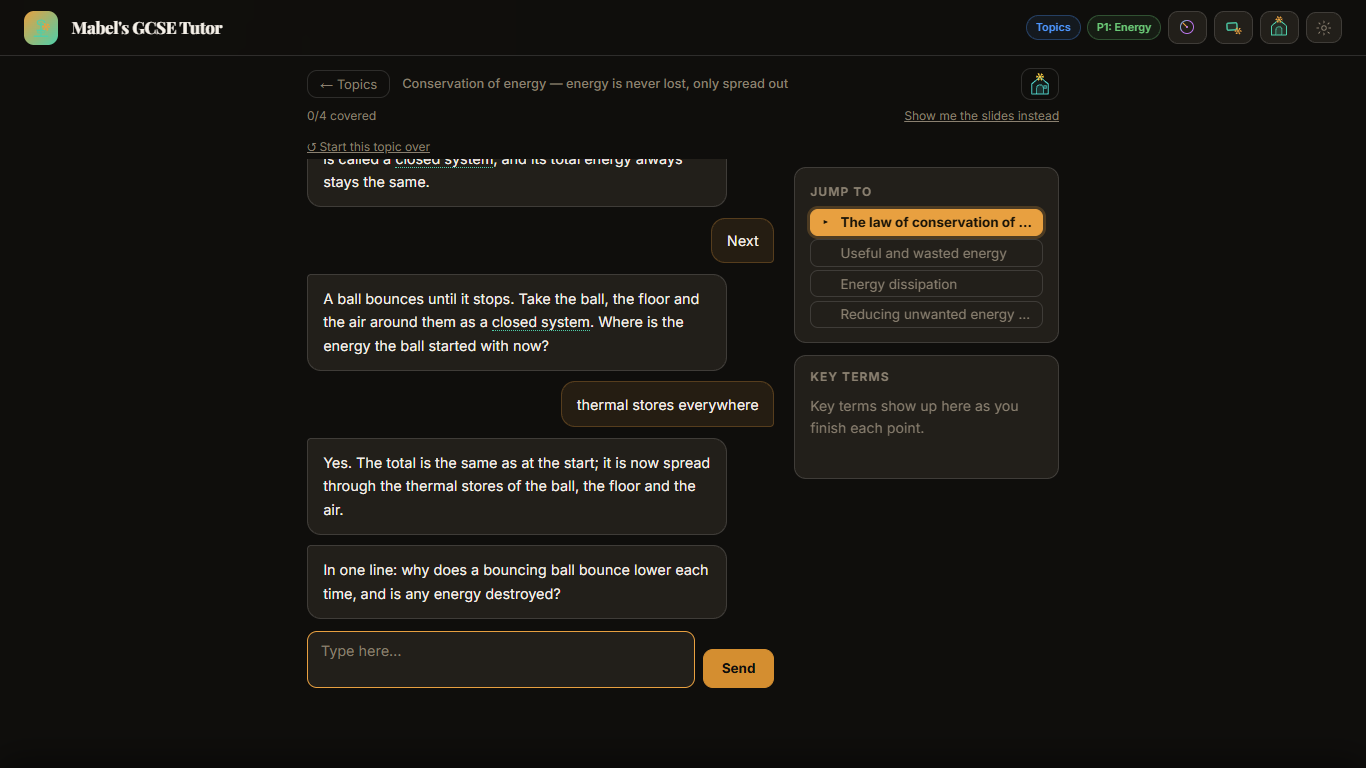 Mabel's GCSE Tutor
Topics
P1: Energy
← Topics
Conservation of energy — energy is never lost, only spread out
0/4 covered
Show me the slides instead
↺ Start this topic over
is called a closed system, and its total energy always
stays the same.
Next
A ball bounces until it stops. Take the ball, the floor and
the air around them as a closed system. Where is the
energy the ball started with now?
thermal stores everywhere
Yes. The total is the same as at the start; it is now spread
through the thermal stores of the ball, the floor and the
air.
In one line: why does a bouncing ball bounce lower each
time, and is any energy destroyed?
Type here...
Send
JUMP TO
The law of conservation of ...
Useful and wasted energy
Energy dissipation
Reducing unwanted energy ...
KEY TERMS
Key terms show up here as you
finish each point.